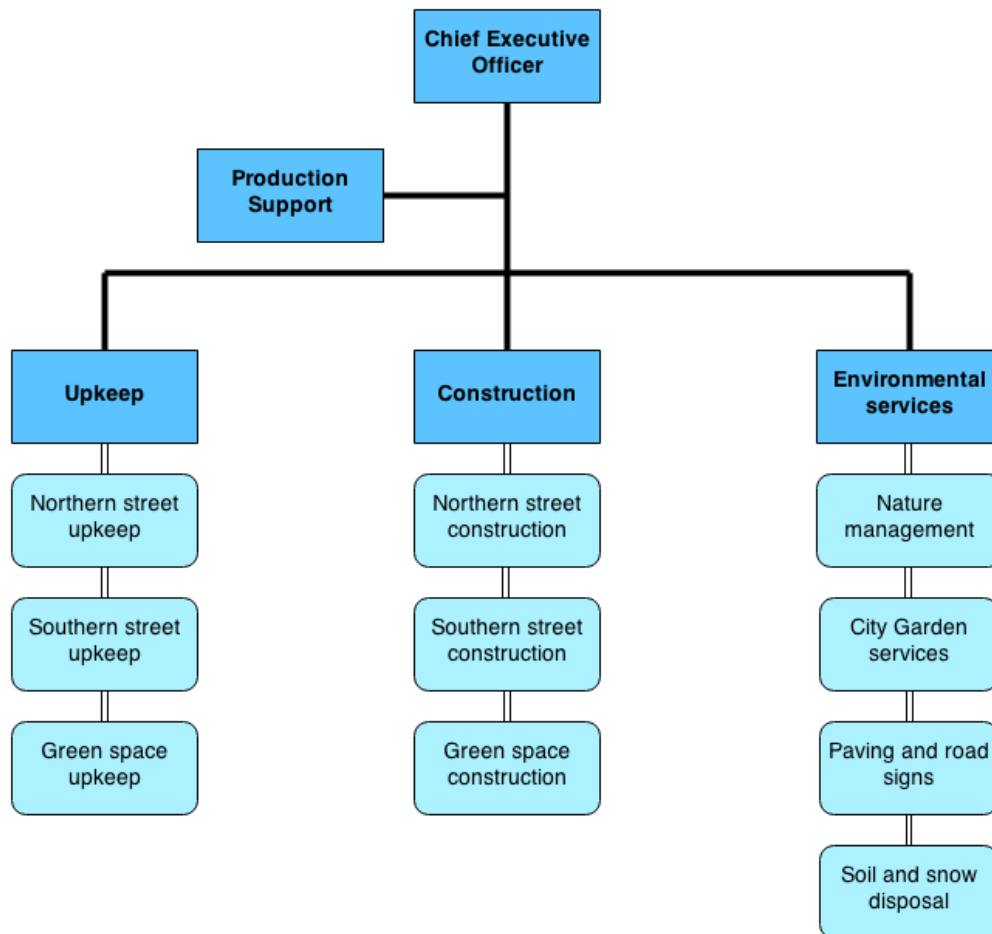 Chief Executive
Officer
Production
Support
Upkeep
Construction
Environmental
services
Northern street
upkeep
Northern street
construction
Nature
management
Southern street
upkeep
Southern street
construction
City Garden
services
Green space
upkeep
Green space
construction
Paving and road
signs
Soil and snow
disposal